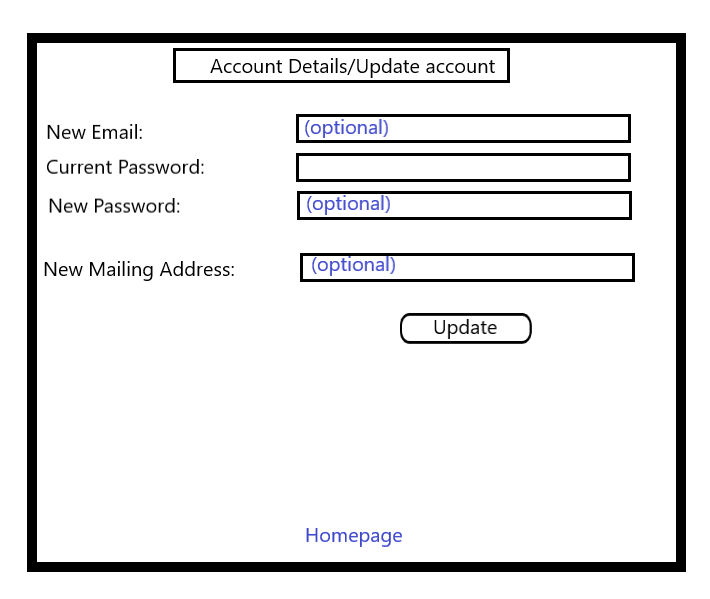 Account Details/Update account
New Email: (optional)
Current Password:
New Password: (optional)
New Mailing Address: (optional)
Update
Homepage